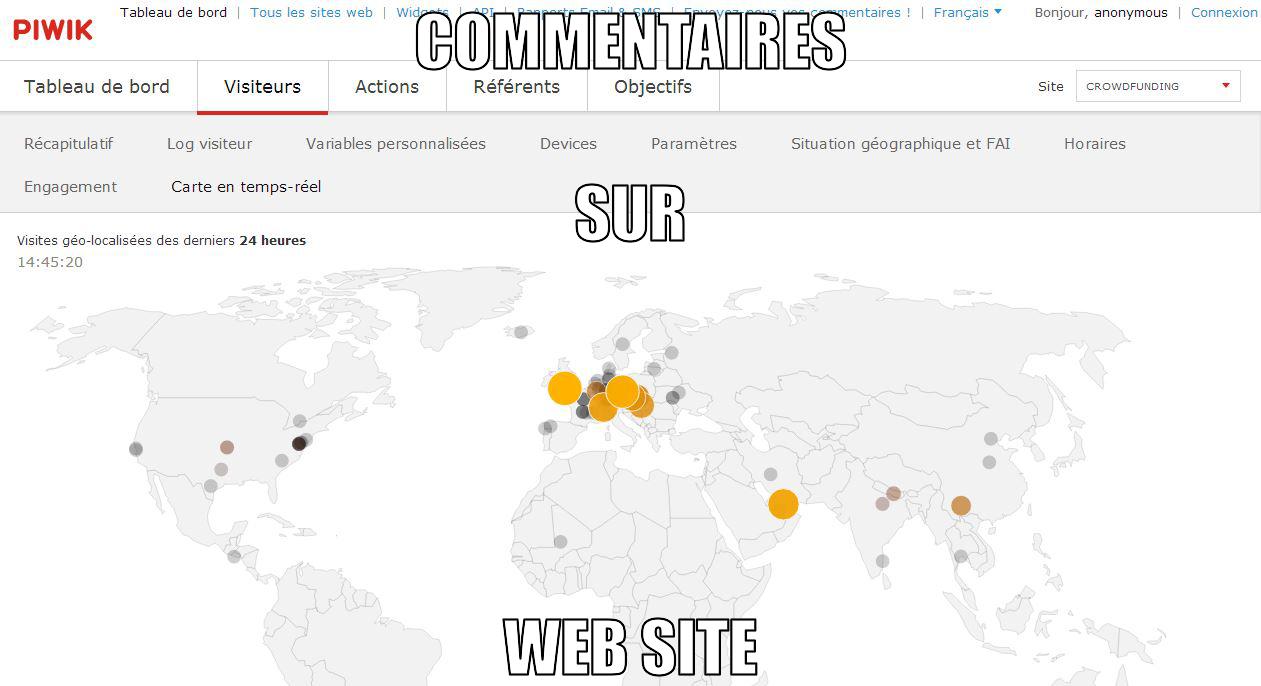 Tableau de bord | Tous les sites web | Widgets | API | Rapports Email & SMS | Envoyez-nous vos commentaires ! | Français Bonjour, anonymous | Connexion
PIWIK
COMMENTAIRES
Tableau de bord Visiteurs Actions Référents Objectifs Site CROWDFUNDING
Récapitulatif Log visiteur Variables personnalisées Devices Paramètres Situation géographique et FAI Horaires
Engagement Carte en temps-réel
SUR
Visites géo-localisées des derniers 24 heures
14:45:20
WEB SITE